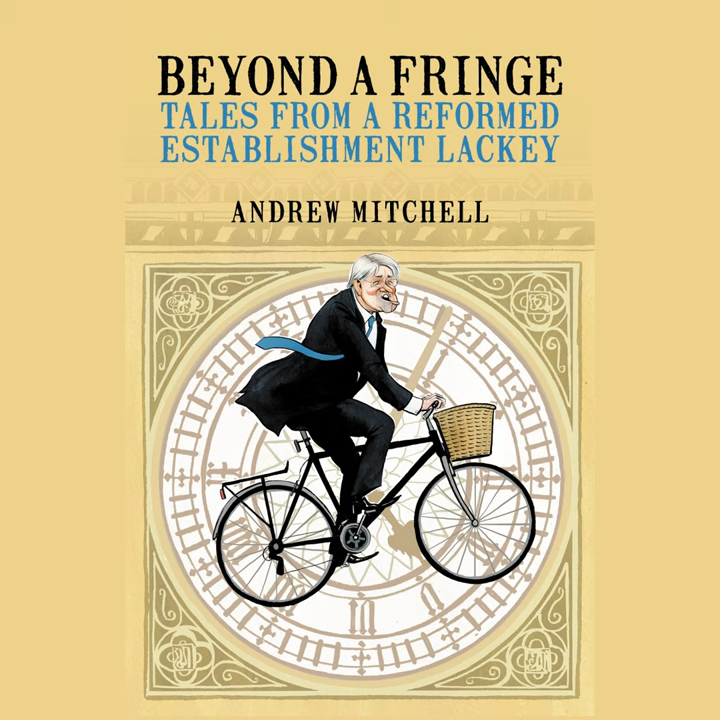 BEYOND A FRINGE
TALES FROM A REFORMED
ESTABLISHMENT LACKEY
ANDREW MITCHELL